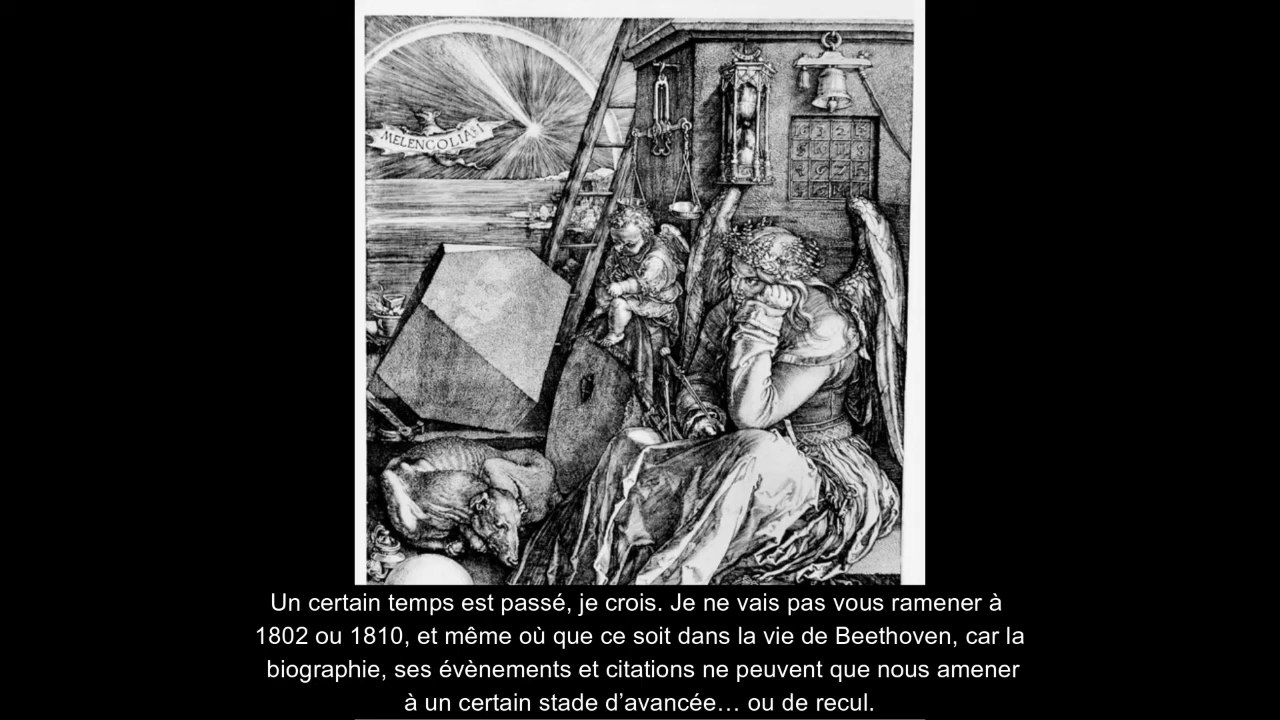 MELENCOLIA§I
Un certain temps est passé, je crois. Je ne vais pas vous ramener à
1802 ou 1810, et même où que ce soit dans la vie de Beethoven, car la
biographie, ses évènements et citations ne peuvent que nous amener
à un certain stade d’avancée… ou de recul.